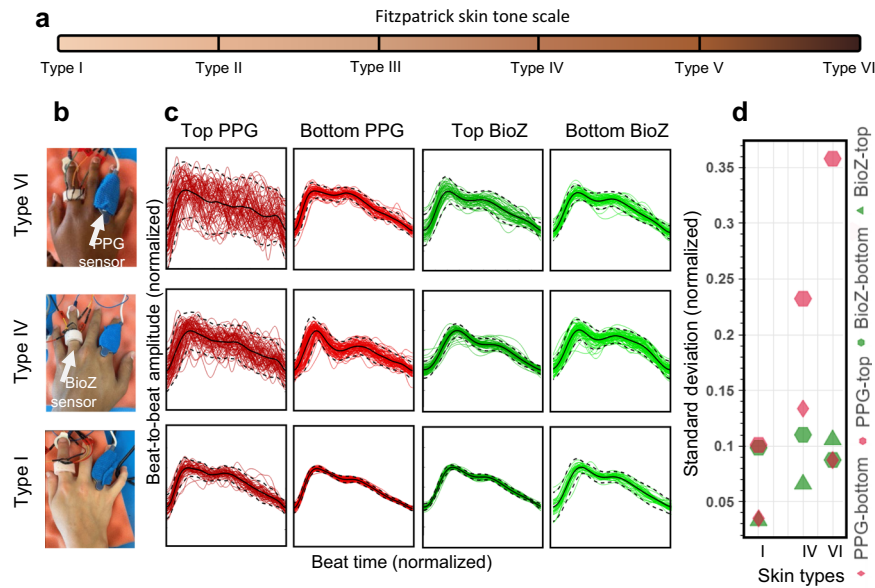 a
Fitzpatrick skin tone scale
Type I
Type II
Type III
Type IV
Type V
Type VI
b
c
d
Top PPG
Bottom PPG
Top BioZ
Bottom BioZ
Type VI
Type IV
Type I
PPG
sensor
BioZ
sensor
Beat-to-beat amplitude (normalized)
Beat time (normalized)
Standard deviation (normalized)
0.35
0.3
0.25
0.2
0.15
0.1
0.05
I
IV
VI
Skin types
PPG-bottom
PPG-top
BioZ-bottom
BioZ-top